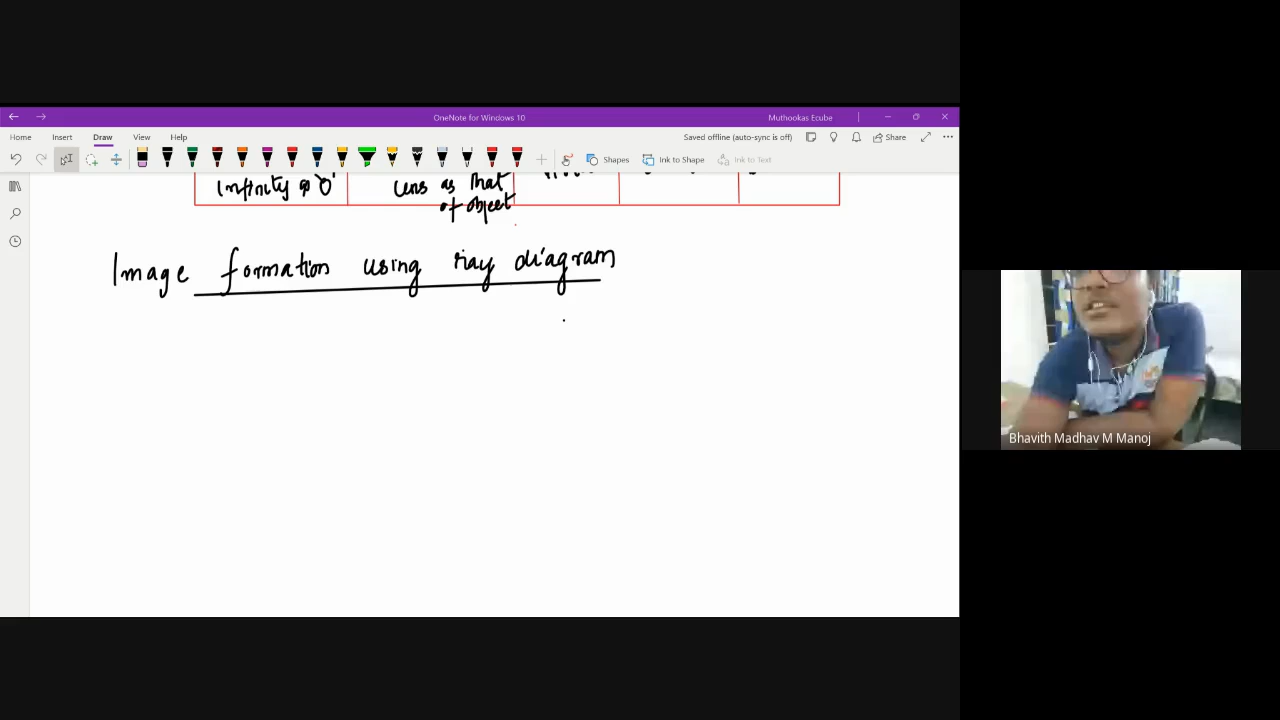 OneNote for Windows 10
Muthookas Ecube
Home Insert Draw View Help
Saved offline (auto-sync is off)
Share
Shapes
Ink to Shape
Ink to Text
Infinity &
lens as that
of object
Image formation using ray diagram
Bhavith Madhav M Manoj